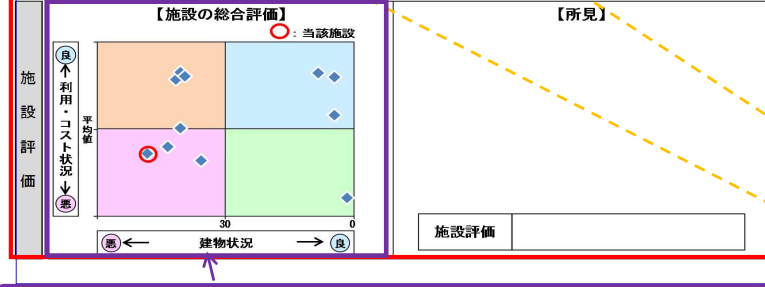 【施設の総合評価】
【所見】
：当該施設
施設評価
良
利用・コスト状況
悪
平均値
30
0
悪
建物状況
良
施設評価